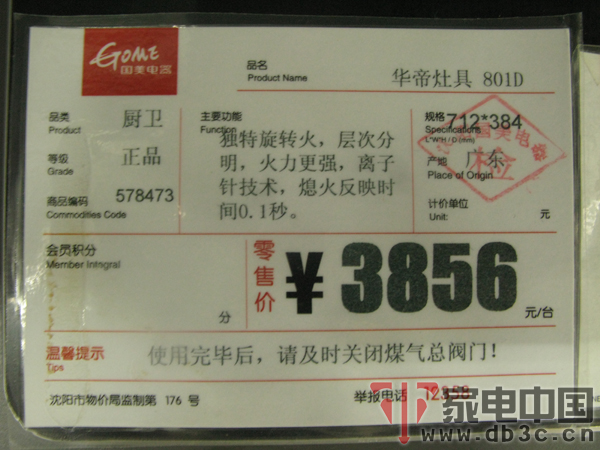 GOME
国美电器
品名
Product Name
华帝灶具 801D
品类
Product
厨卫
主要功能
Function
独特旋转火，层次分
明，火力更强，离子
针技术，熄火反映时
间0.1秒。
规格
Specifications
L*W*H/D(mm)
712*384
等级
Grade
正品
产地
Place of Origin
广东
国美电器
商品编码
Commodities Code
578473
计价单位
Unit:
元
会员积分
Member Integral
分
零售价
¥3856
元/台
温馨提示
Tips
使用完毕后，请及时关闭煤气总阀门！
沈阳市物价局监制第 176 号
举报电话 12358
家电中国
www.db3c.cn